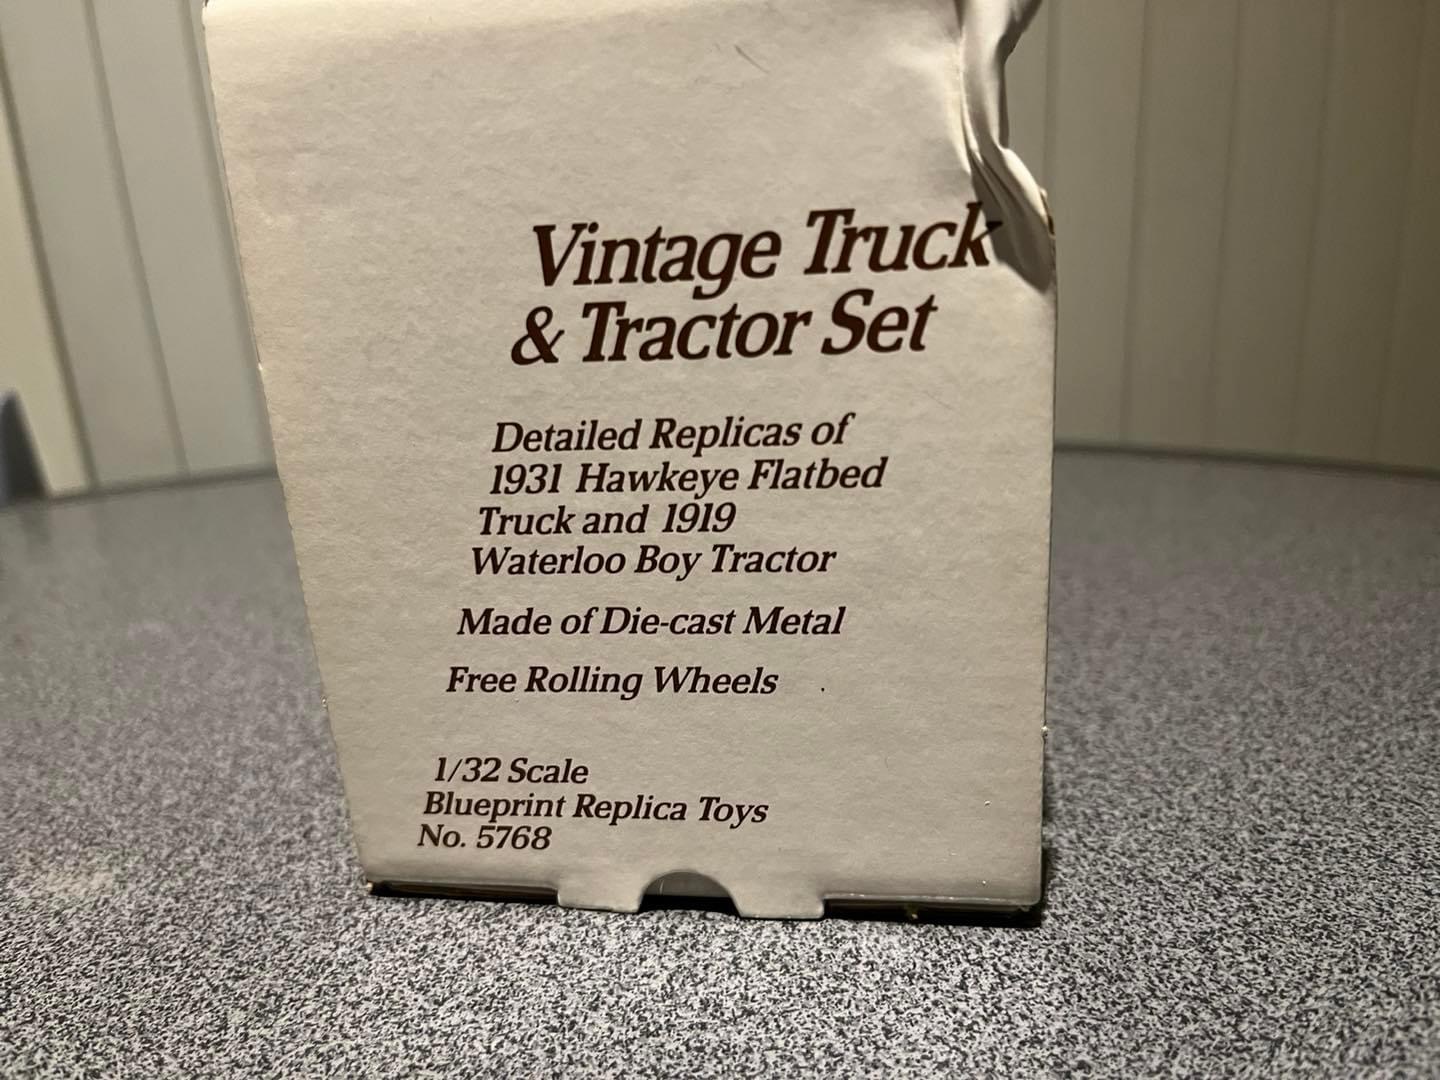 Vintage Truck
& Tractor Set
Detailed Replicas of
1931 Hawkeye Flatbed
Truck and 1919
Waterloo Boy Tractor
Made of Die-cast Metal
Free Rolling Wheels
1/32 Scale
Blueprint Replica Toys
No. 5768